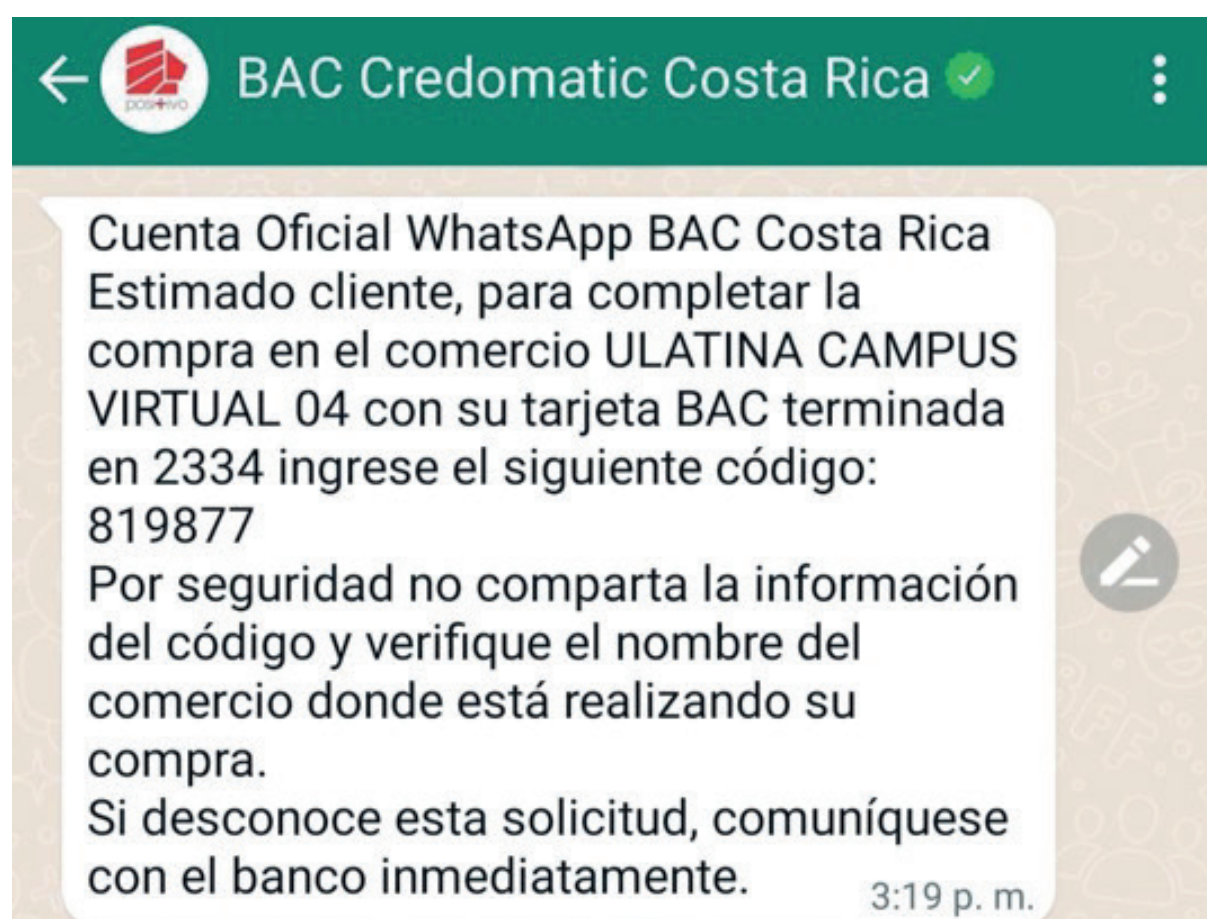 positivo
BAC Credomatic Costa Rica
Cuenta Oficial WhatsApp BAC Costa Rica
Estimado cliente, para completar la
compra en el comercio ULATINA CAMPUS
VIRTUAL 04 con su tarjeta BAC terminada
en 2334 ingrese el siguiente código:
819877
Por seguridad no comparta la información
del código y verifique el nombre del
comercio donde está realizando su
compra.
Si desconoce esta solicitud, comuníquese
con el banco inmediatamente.
3:19 p. m.